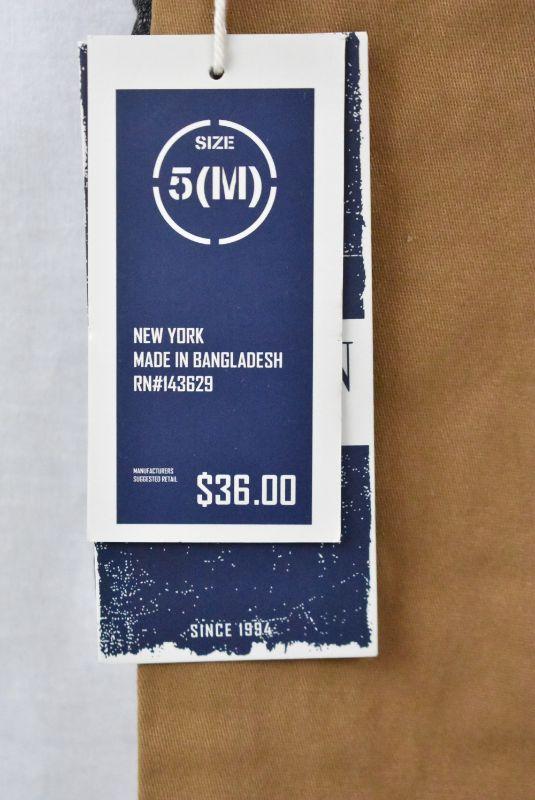 SIZE
5(M)
NEW YORK
MADE IN BANGLADESH
RN#143629
MANUFACTURERS
SUGGESTED RETAIL
$36.00
N
SINCE 1994